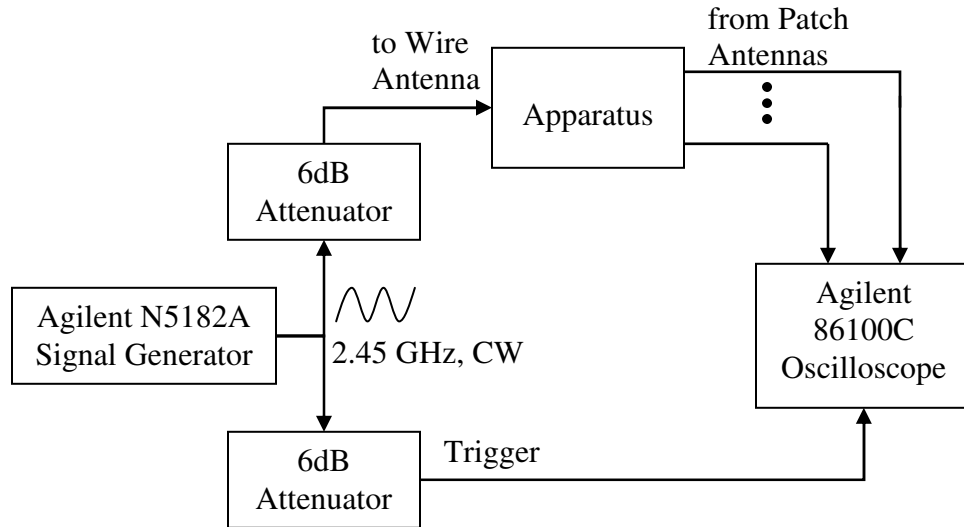 to Wire
Antenna
from Patch
Antennas
Apparatus
6dB
Attenuator
Agilent N5182A
Signal Generator
2.45 GHz, CW
Agilent
86100C
Oscilloscope
6dB
Attenuator
Trigger